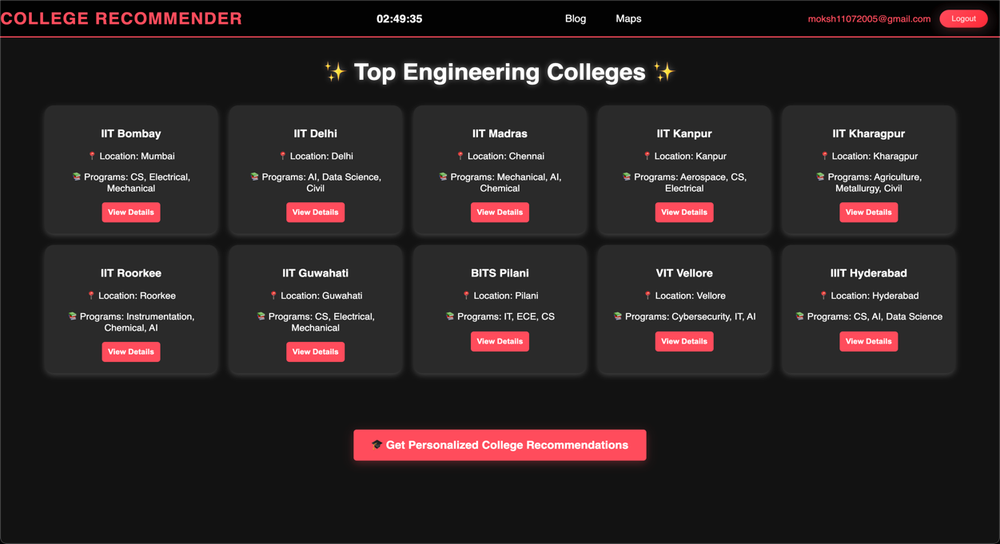 COLLEGE RECOMMENDER
02:49:35
Blog
Maps
moksh11072005@gmail.com
Logout
✨ Top Engineering Colleges ✨
IIT Bombay
📍 Location: Mumbai
📚 Programs: CS, Electrical,
Mechanical
View Details
IIT Delhi
📍 Location: Delhi
📚 Programs: AI, Data Science,
Civil
View Details
IIT Madras
📍 Location: Chennai
📚 Programs: Mechanical, AI,
Chemical
View Details
IIT Kanpur
📍 Location: Kanpur
📚 Programs: Aerospace, CS,
Electrical
View Details
IIT Kharagpur
📍 Location: Kharagpur
📚 Programs: Agriculture,
Metallurgy, Civil
View Details
IIT Roorkee
📍 Location: Roorkee
📚 Programs: Instrumentation,
Chemical, AI
View Details
IIT Guwahati
📍 Location: Guwahati
📚 Programs: CS, Electrical,
Mechanical
View Details
BITS Pilani
📍 Location: Pilani
📚 Programs: IT, ECE, CS
View Details
VIT Vellore
📍 Location: Vellore
📚 Programs: Cybersecurity, IT, AI
View Details
IIIT Hyderabad
📍 Location: Hyderabad
📚 Programs: CS, AI, Data Science
View Details
🎓 Get Personalized College Recommendations